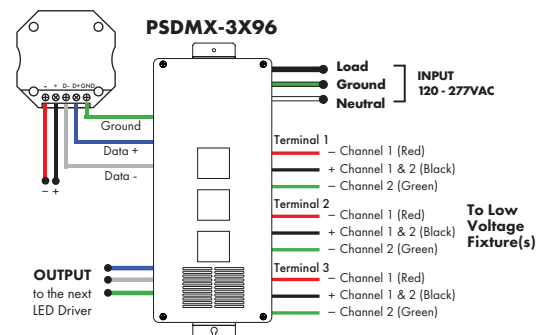 PSDMX-3X96
- + D- D+ GND
Ground
Data +
Data -
– +
Load
Ground
Neutral
INPUT
120 - 277VAC
Terminal 1
– Channel 1 (Red)
+ Channel 1 & 2 (Black)
– Channel 2 (Green)
Terminal 2
– Channel 1 (Red)
+ Channel 1 & 2 (Black)
– Channel 2 (Green)
Terminal 3
– Channel 1 (Red)
+ Channel 1 & 2 (Black)
– Channel 2 (Green)
To Low
Voltage
Fixture(s)
OUTPUT
to the next
LED Driver